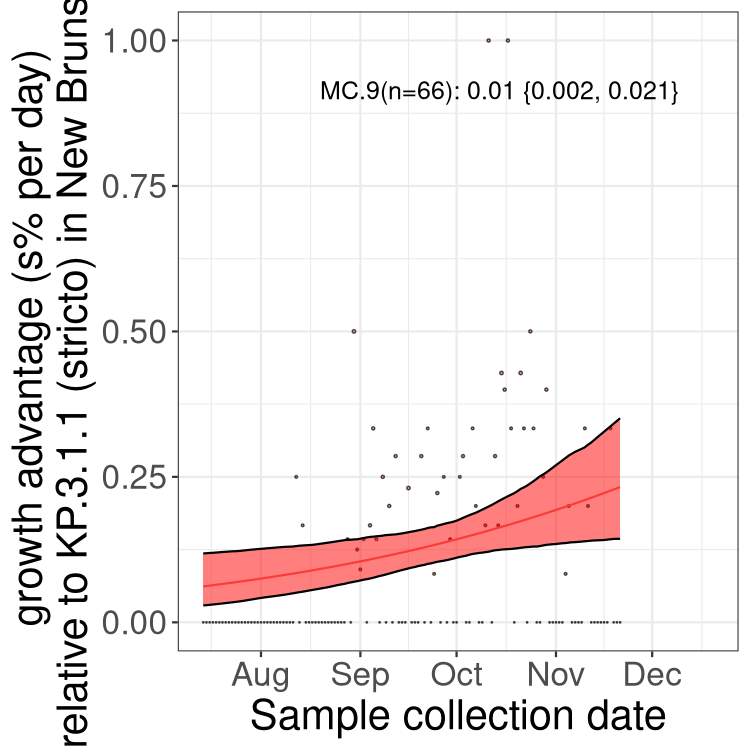 growth advantage (s% per day)
relative to KP.3.1.1 (stricto) in New Bruns
1.00
0.75
0.50
0.25
0.00
MC.9(n=66): 0.01 {0.002, 0.021}
Aug Sep Oct Nov Dec
Sample collection date